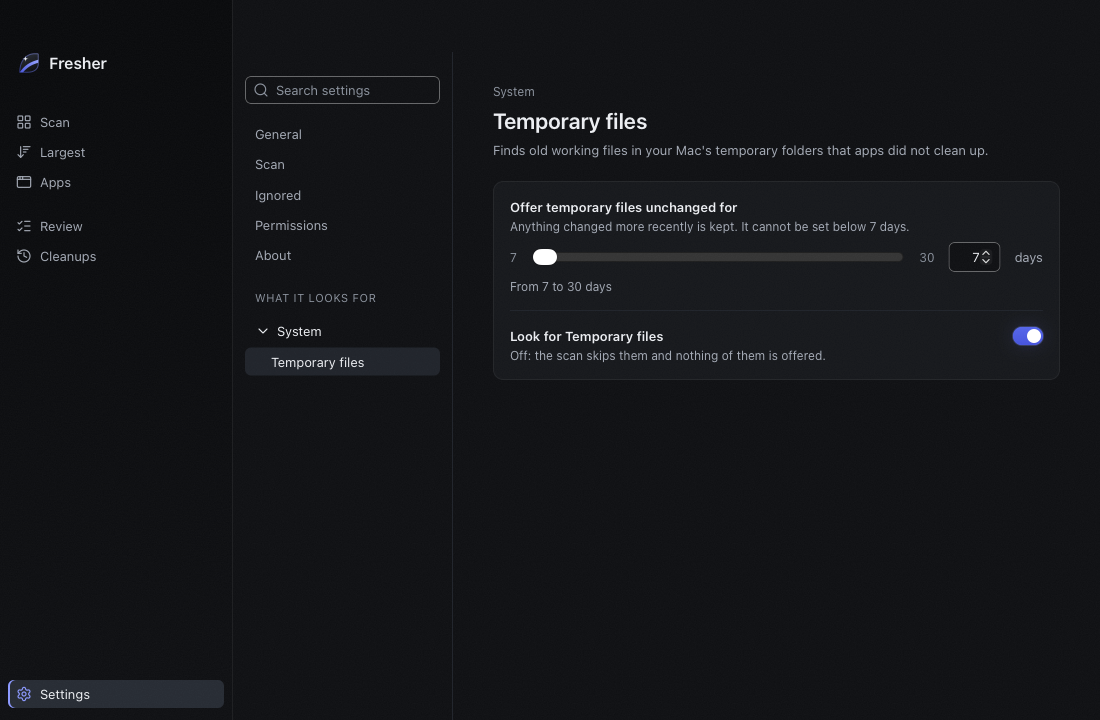 Fresher
Scan
Largest
Apps
Review
Cleanups
Settings
Search settings
General
Scan
Ignored
Permissions
About
WHAT IT LOOKS FOR
System
Temporary files
System
Temporary files
Finds old working files in your Mac's temporary folders that apps did not clean up.
Offer temporary files unchanged for
Anything changed more recently is kept. It cannot be set below 7 days.
7 30 7 days
From 7 to 30 days
Look for Temporary files
Off: the scan skips them and nothing of them is offered.